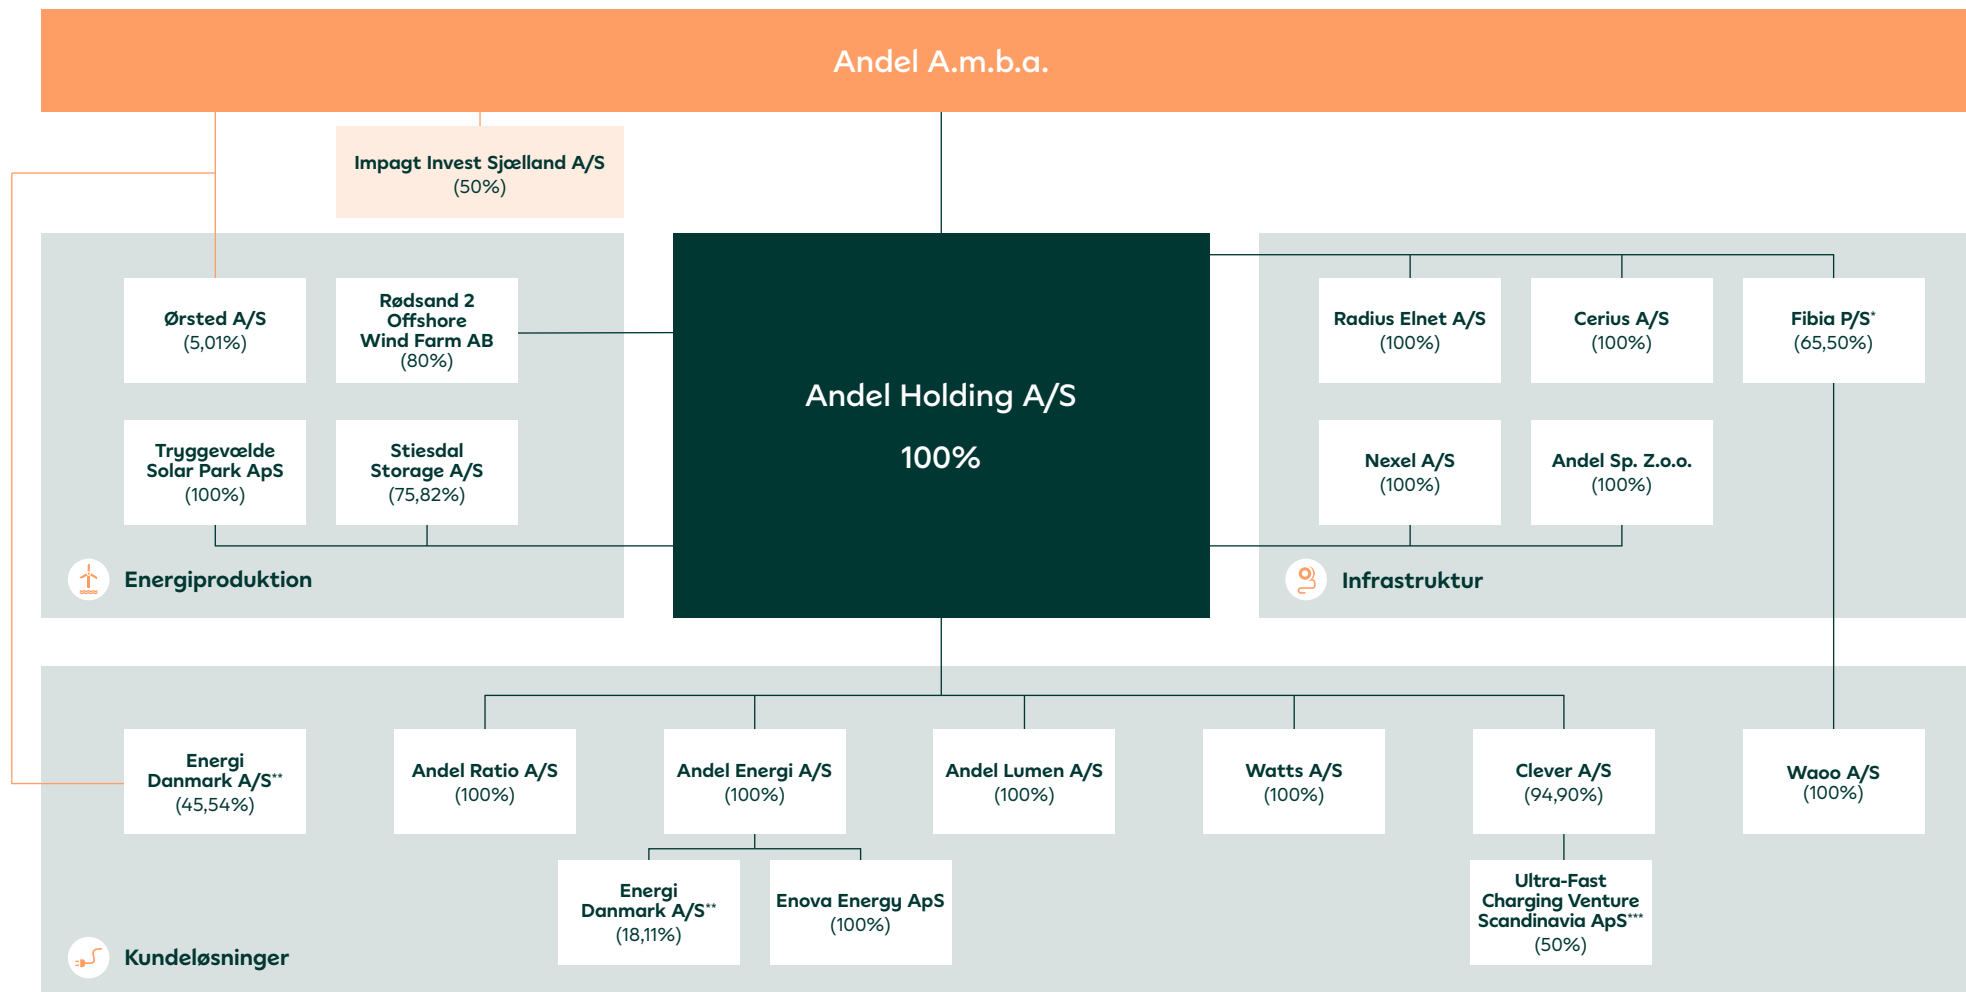 Andel A.m.b.a.
Impagt Invest Sjælland A/S
(50%)
Ørsted A/S
(5,01%)
Rødsand 2
Offshore
Wind Farm AB
(80%)
Tryggevælde
Solar Park ApS
(100%)
Stiesdal
Storage A/S
(75,82%)
Energiproduktion
Andel Holding A/S
100%
Radius Elnet A/S
(100%)
Cerius A/S
(100%)
Fibia P/S*
(65,50%)
Nexel A/S
(100%)
Andel Sp. Z.o.o.
(100%)
Infrastruktur
Energi
Danmark A/S**
(45,54%)
Andel Ratio A/S
(100%)
Andel Energi A/S
(100%)
Andel Lumen A/S
(100%)
Watts A/S
(100%)
Clever A/S
(94,90%)
Waoo A/S
(100%)
Energi
Danmark A/S**
(18,11%)
Enova Energy ApS
(100%)
Ultra-Fast
Charging Venture
Scandinavia ApS***
(50%)
Kundeløsninger